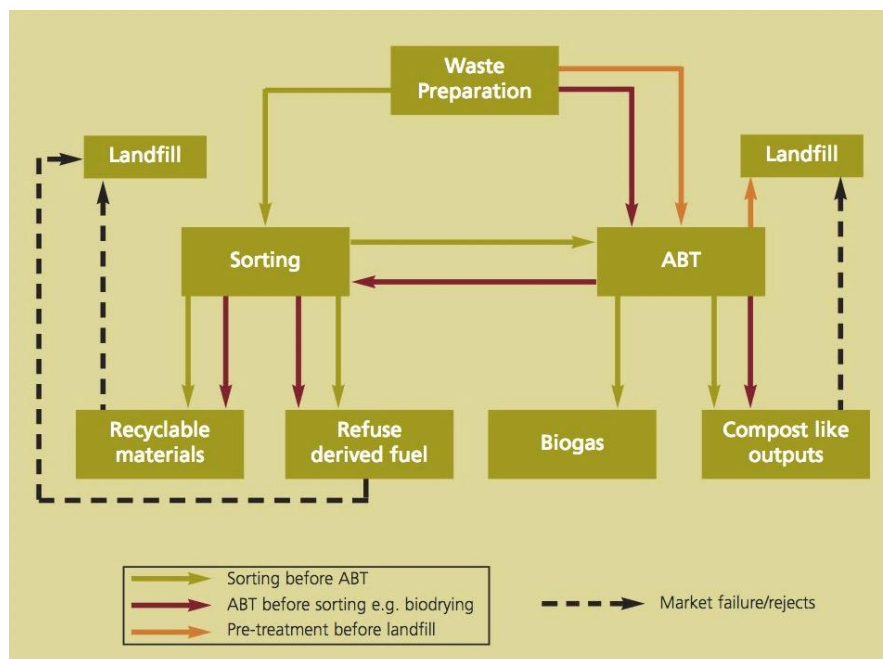 Waste
Preparation
Landfill
Landfill
Sorting
ABT
Recyclable
materials
Refuse
derived fuel
Biogas
Compost like
outputs
Sorting before ABT
ABT before sorting e.g. biodrying
Pre-treatment before landfill
Market failure/rejects